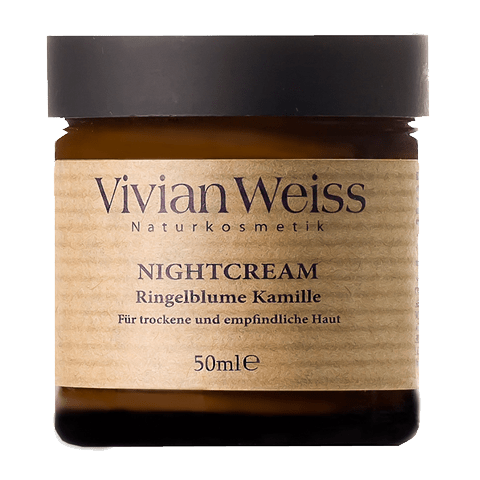 Vivian Weiss
Naturkosmetik
NIGHTCREAM
Ringelblume Kamille
Für trockene und empfindliche Haut
50ml℮